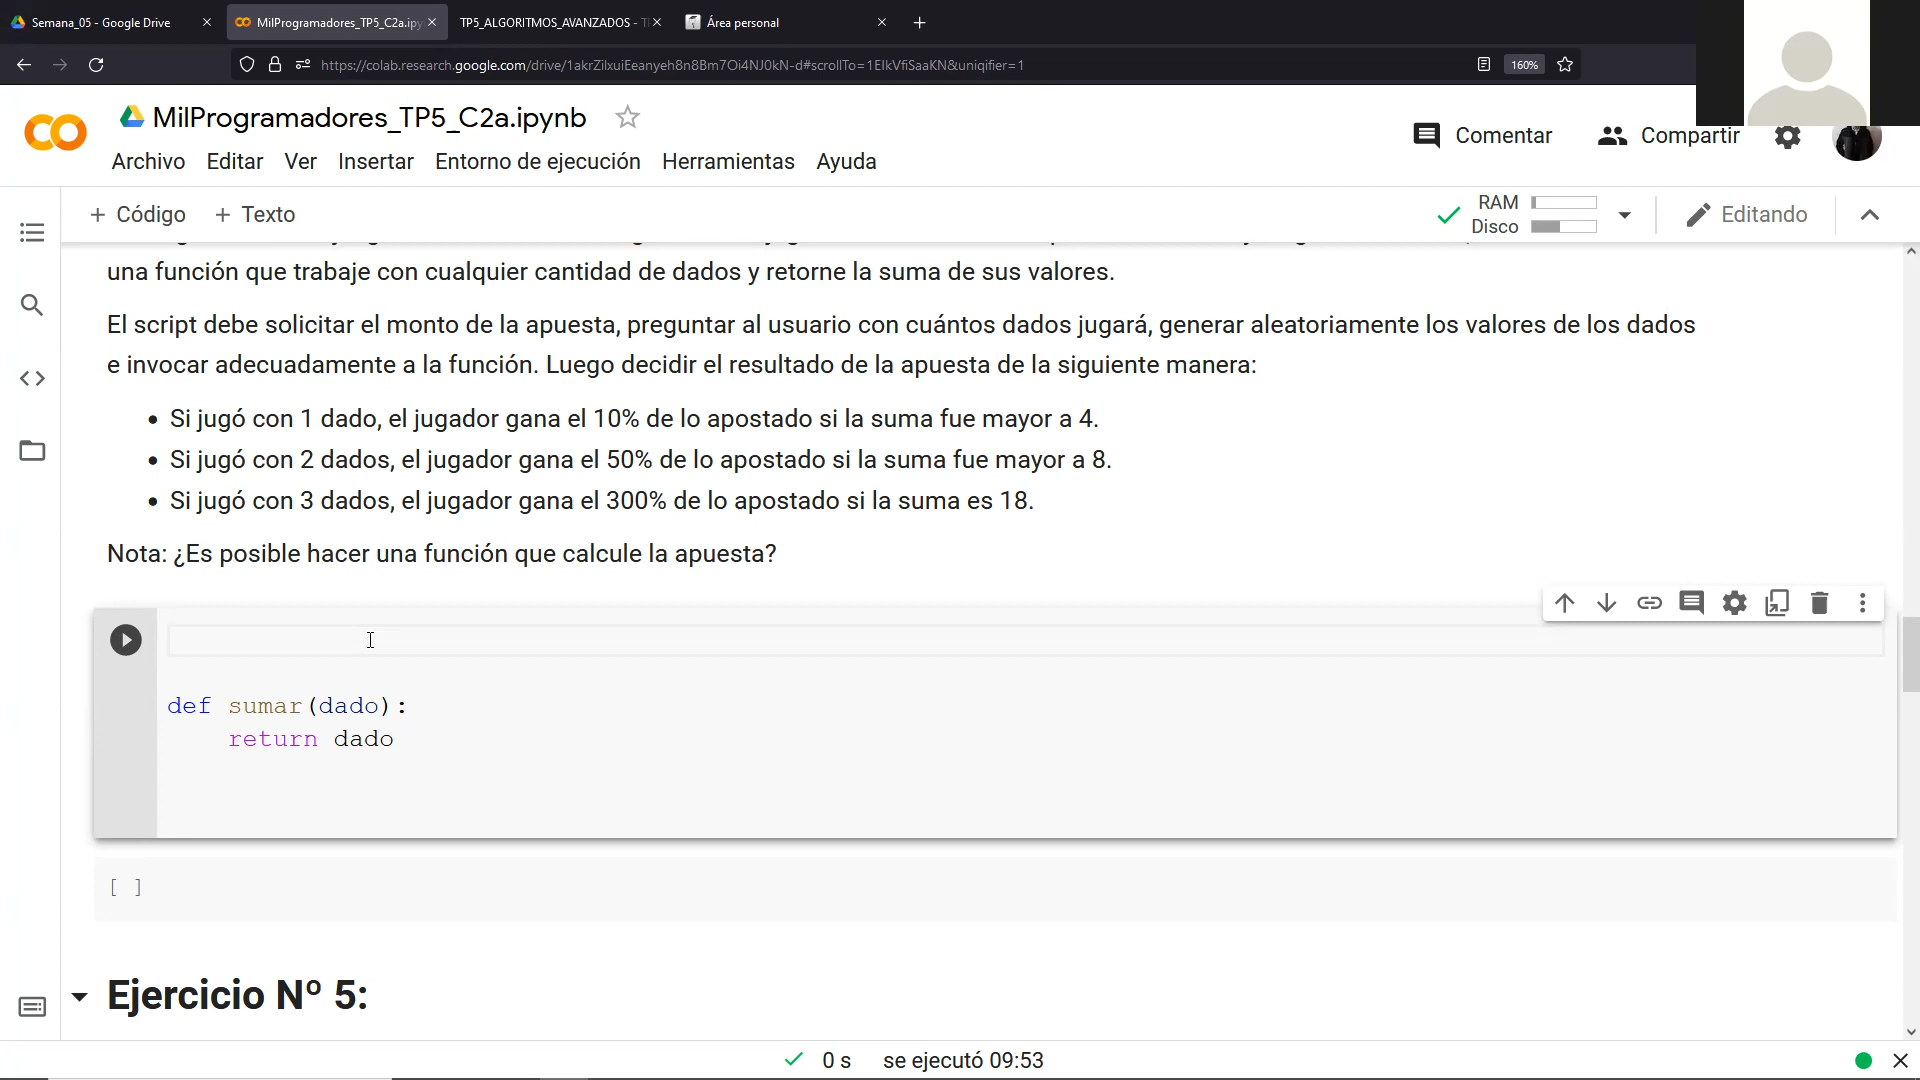 Semana_05 - Google Drive
MilProgramadores_TP5_C2a.ipy
TP5_ALGORITMOS_AVANZADOS - T
Área personal
https://colab.research.google.com/drive/1akrZilxuiEeanyeh8n8Bm7Oi4NJ0kN-d#scrollTo=1EIkVfiSaaKN&uniqifier=1
160%
MilProgramadores_TP5_C2a.ipynb
Comentar
Compartir
Archivo Editar Ver Insertar Entorno de ejecución Herramientas Ayuda
+ Código + Texto
RAM
Disco
Editando
una función que trabaje con cualquier cantidad de dados y retorne la suma de sus valores.
El script debe solicitar el monto de la apuesta, preguntar al usuario con cuántos dados jugará, generar aleatoriamente los valores de los dados
e invocar adecuadamente a la función. Luego decidir el resultado de la apuesta de la siguiente manera:
• Si jugó con 1 dado, el jugador gana el 10% de lo apostado si la suma fue mayor a 4.
• Si jugó con 2 dados, el jugador gana el 50% de lo apostado si la suma fue mayor a 8.
• Si jugó con 3 dados, el jugador gana el 300% de lo apostado si la suma es 18.
Nota: ¿Es posible hacer una función que calcule la apuesta?
def sumar(dado):
    return dado
[ ]
Ejercicio Nº 5:
0 s se ejecutó 09:53